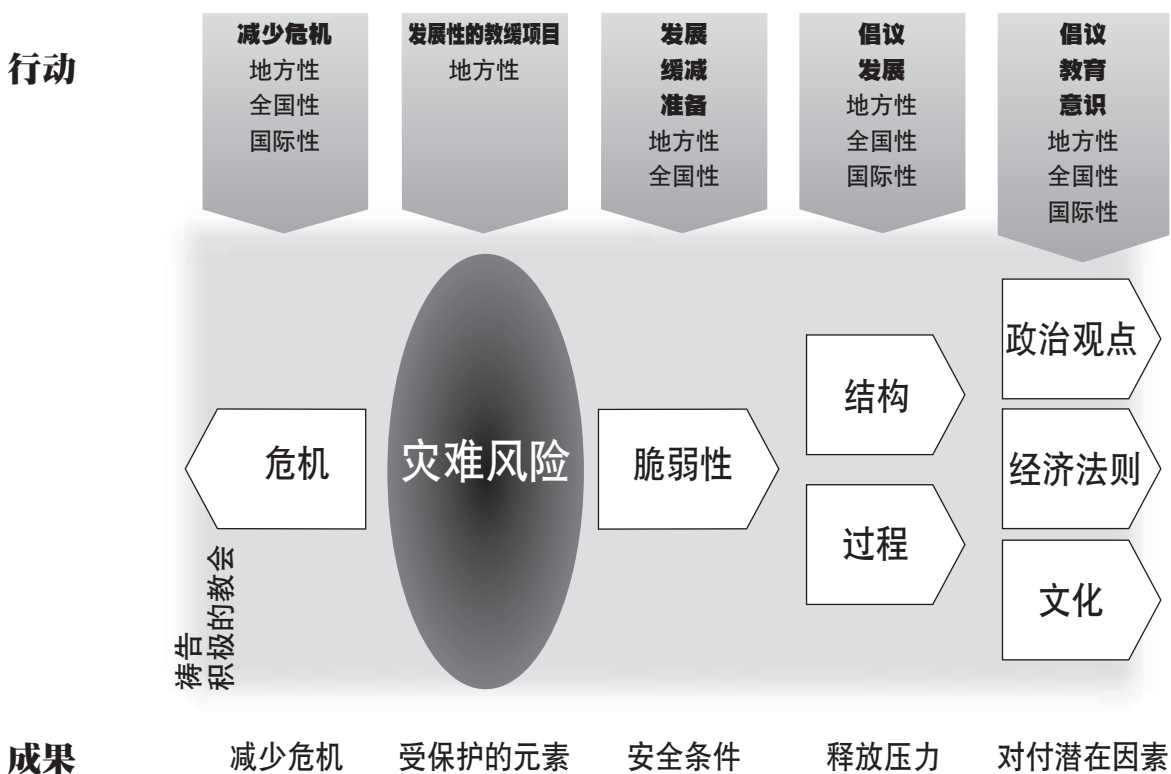 行动
减少危机
地方性
全国性
国际性
发展性的教缓项目
地方性
发展
缓减
准备
地方性
全国性
倡议
发展
地方性
全国性
国际性
倡议
教育
意识
地方性
全国性
国际性
危机
灾难风险
脆弱性
结构
过程
政治观点
经济法则
文化
祷告
积极的教会
成果
减少危机
受保护的元素
安全条件
释放压力
对付潜在因素